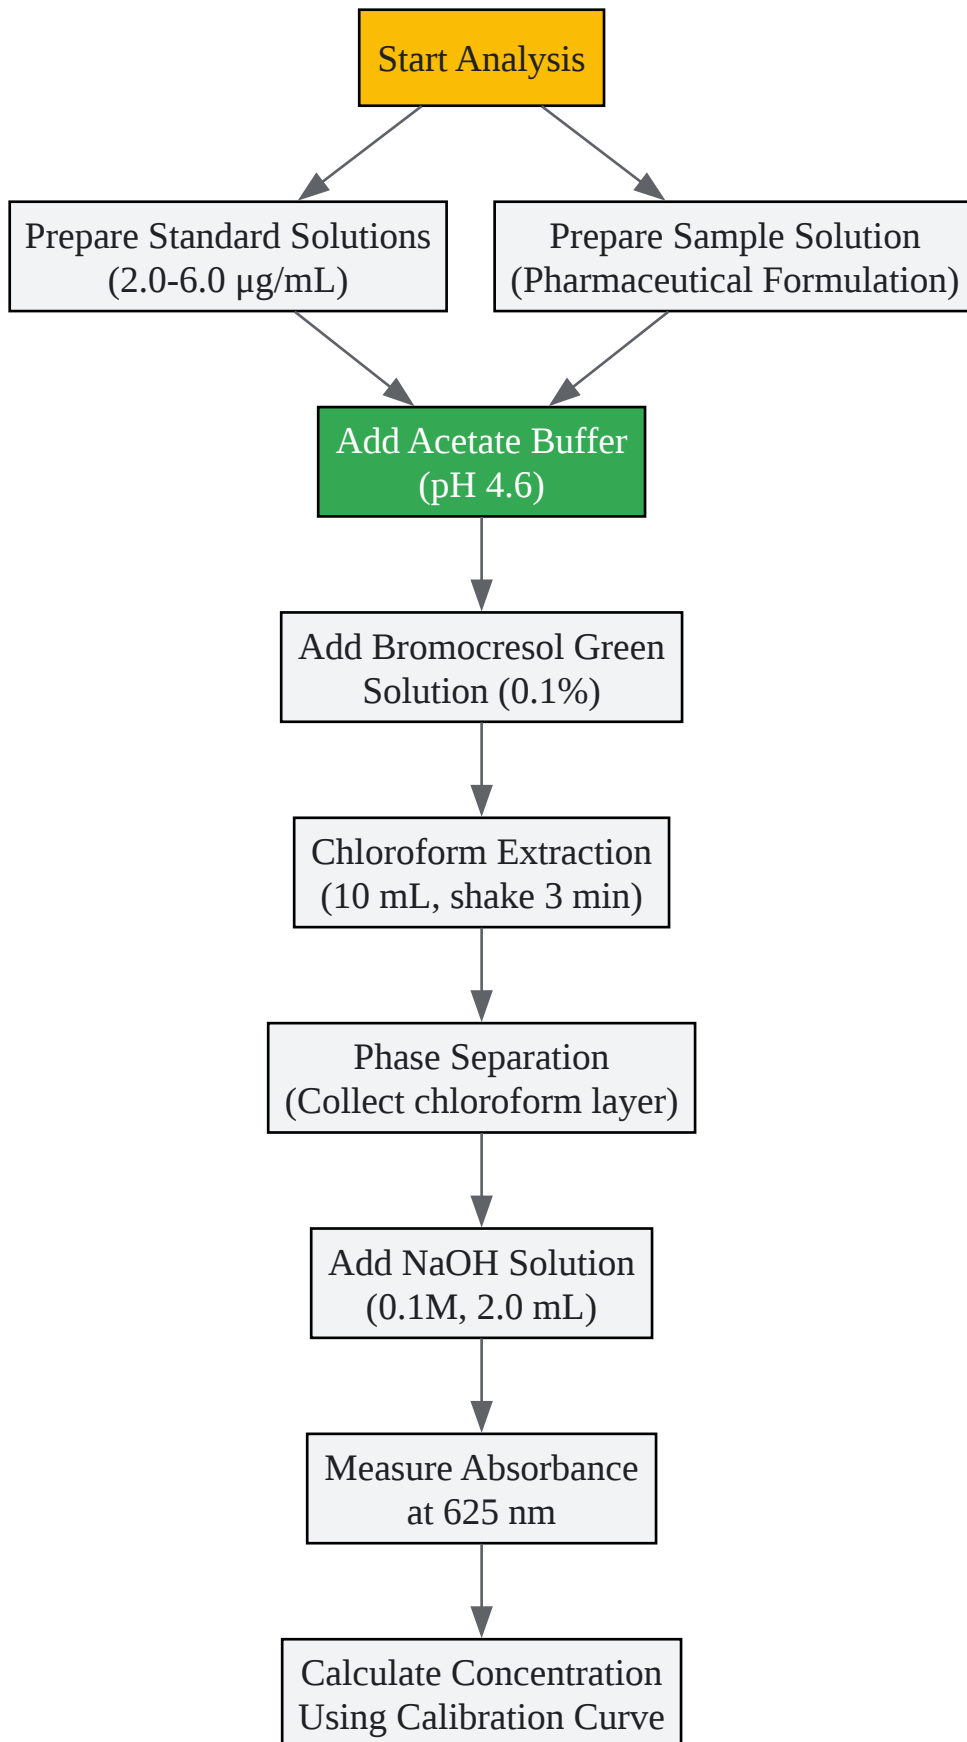 Start Analysis
Prepare Standard Solutions
(2.0-6.0 μg/mL)
Prepare Sample Solution
(Pharmaceutical Formulation)
Add Acetate Buffer
(pH 4.6)
Add Bromocresol Green
Solution (0.1%)
Chloroform Extraction
(10 mL, shake 3 min)
Phase Separation
(Collect chloroform layer)
Add NaOH Solution
(0.1M, 2.0 mL)
Measure Absorbance
at 625 nm
Calculate Concentration
Using Calibration Curve